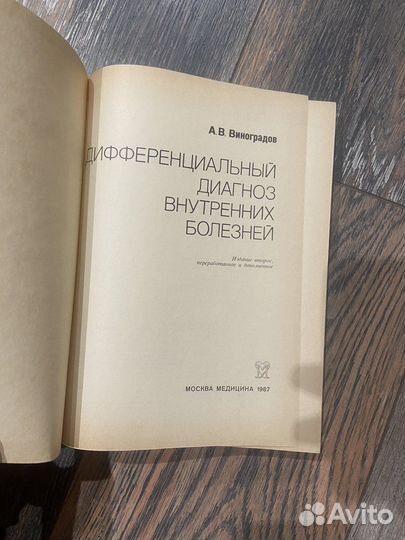 А. В. Виноградов
ДИФФЕРЕНЦИАЛЬНЫЙ
ДИАГНОЗ
ВНУТРЕННИХ
БОЛЕЗНЕЙ
Издание второе,
переработанное и дополненное
МОСКВА МЕДИЦИНА 1987
Avito